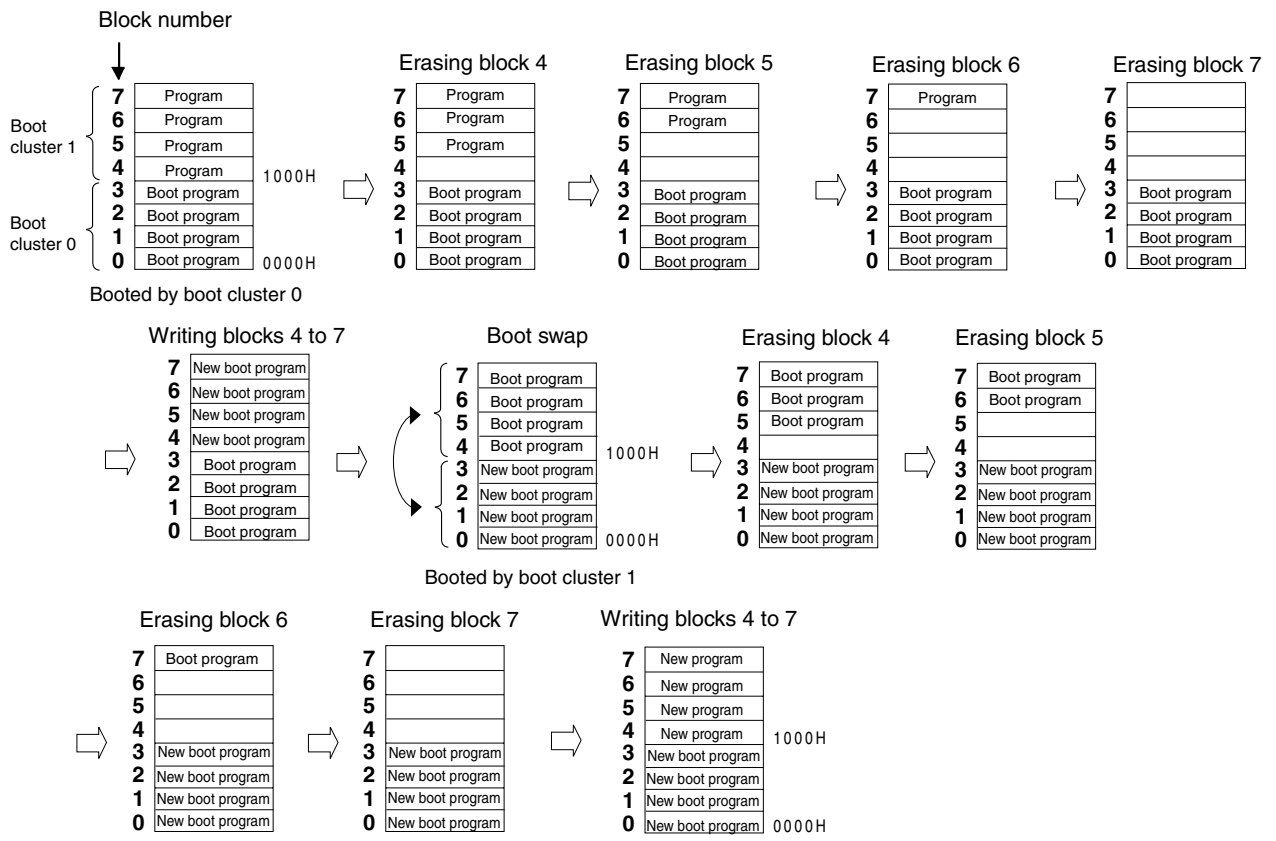 Block number
Erasing block 4
Erasing block 5
Erasing block 6
Erasing block 7
Boot cluster 1
Boot cluster 0
7 Program
6 Program
5 Program
4 Program
1000H
3 Boot program
2 Boot program
1 Boot program
0 Boot program
0000H
Booted by boot cluster 0
7 Program
6 Program
5 Program
4
3 Boot program
2 Boot program
1 Boot program
0 Boot program
7 Program
6 Program
5
4
3 Boot program
2 Boot program
1 Boot program
0 Boot program
7 Program
6
5
4
3 Boot program
2 Boot program
1 Boot program
0 Boot program
7
6
5
4
3 Boot program
2 Boot program
1 Boot program
0 Boot program
Writing blocks 4 to 7
7 New boot program
6 New boot program
5 New boot program
4 New boot program
3 Boot program
2 Boot program
1 Boot program
0 Boot program
Boot swap
7 Boot program
6 Boot program
5 Boot program
4 Boot program
1000H
3 New boot program
2 New boot program
1 New boot program
0 New boot program
0000H
Booted by boot cluster 1
Erasing block 4
7 Boot program
6 Boot program
5 Boot program
4
3 New boot program
2 New boot program
1 New boot program
0 New boot program
Erasing block 5
7 Boot program
6 Boot program
5
4
3 New boot program
2 New boot program
1 New boot program
0 New boot program
Erasing block 6
7 Boot program
6
5
4
3 New boot program
2 New boot program
1 New boot program
0 New boot program
Erasing block 7
7
6
5
4
3 New boot program
2 New boot program
1 New boot program
0 New boot program
Writing blocks 4 to 7
7 New program
6 New program
5 New program
4 New program
1000H
3 New boot program
2 New boot program
1 New boot program
0 New boot program
0000H